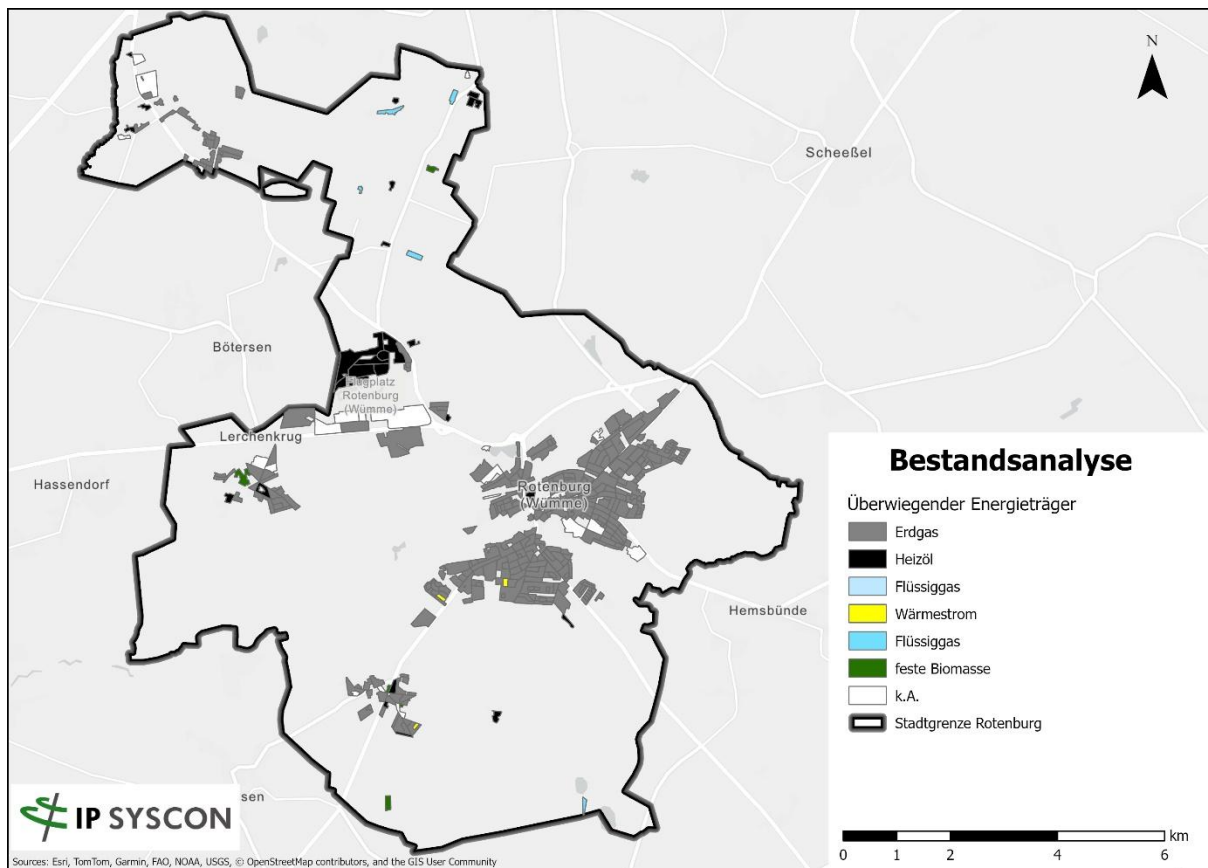 N
Scheeßel
Bötersen
Flugplatz
Rotenburg
(Wümme)
Lerchenkrug
Hassendorf
Rotenburg
(Wümme)
Hemsbünde
sen
Bestandsanalyse
Überwiegender Energieträger
Erdgas
Heizöl
Flüssiggas
Wärmestrom
Flüssiggas
feste Biomasse
k.A.
Stadtgrenze Rotenburg
km
0 1 2 4 6
IP SYSCON
Sources: Esri, TomTom, Garmin, FAO, NOAA, USGS, © OpenStreetMap contributors, and the GIS User Community